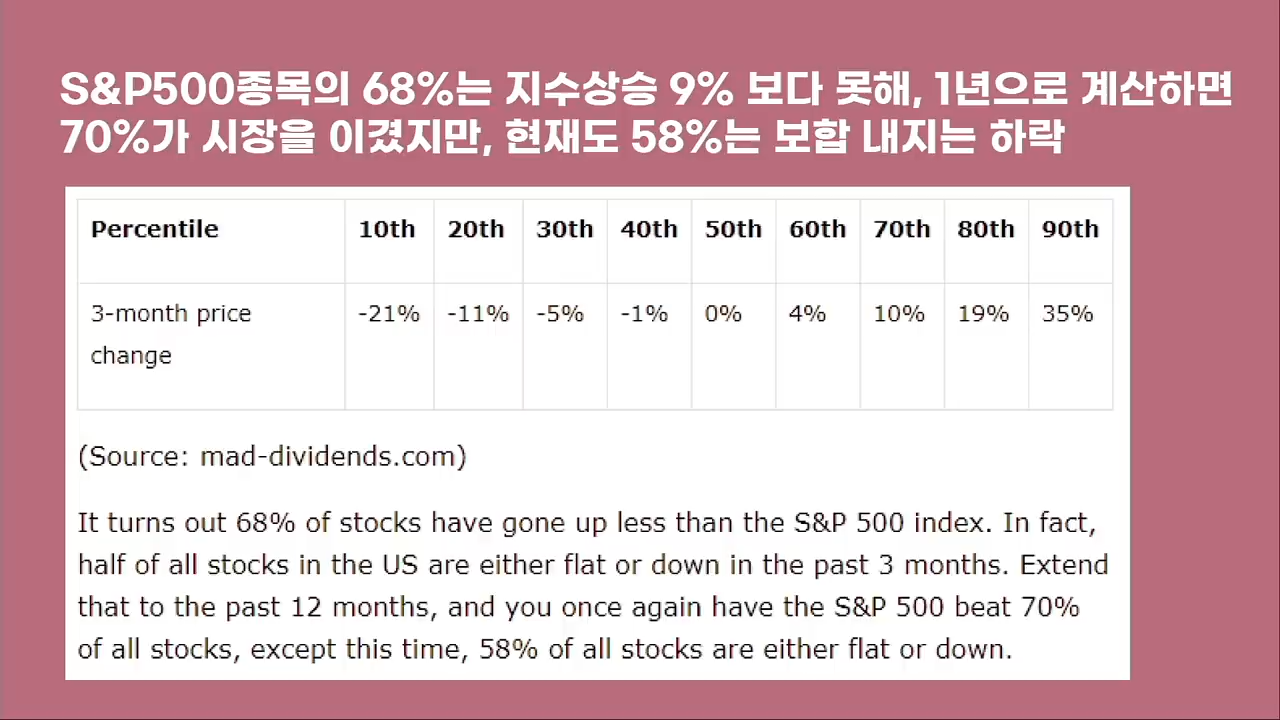 S&P500종목의 68%는 지수상승 9% 보다 못해, 1년으로 계산하면
70%가 시장을 이겼지만, 현재도 58%는 보합 내지는 하락
Percentile 10th 20th 30th 40th 50th 60th 70th 80th 90th
3-month price change -21% -11% -5% -1% 0% 4% 10% 19% 35%
(Source: mad-dividends.com)
It turns out 68% of stocks have gone up less than the S&P 500 index. In fact,
half of all stocks in the US are either flat or down in the past 3 months. Extend
that to the past 12 months, and you once again have the S&P 500 beat 70%
of all stocks, except this time, 58% of all stocks are either flat or down.